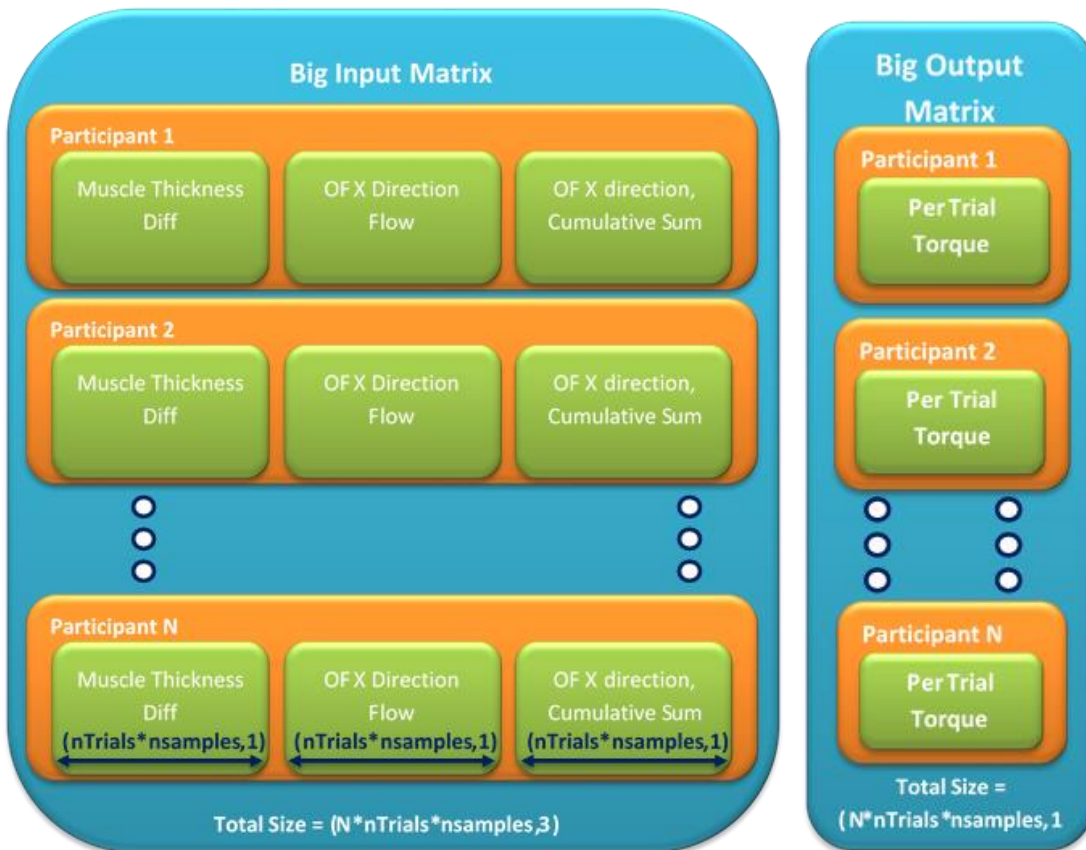 Big Input Matrix
Participant 1
Muscle Thickness
Diff
OF X Direction
Flow
OF X direction,
Cumulative Sum
Participant 2
Muscle Thickness
Diff
OF X Direction
Flow
OF X direction,
Cumulative Sum
Participant N
Muscle Thickness
Diff
(nTrials*nsamples,1)
OF X Direction
Flow
(nTrials*nsamples,1)
OF X direction,
Cumulative Sum
(nTrials*nsamples,1)
Total Size = (N*nTrials*nsamples,3)
Big Output
Matrix
Participant 1
Per Trial
Torque
Participant 2
Per Trial
Torque
Participant N
Per Trial
Torque
Total Size =
(N*nTrials*nsamples,1